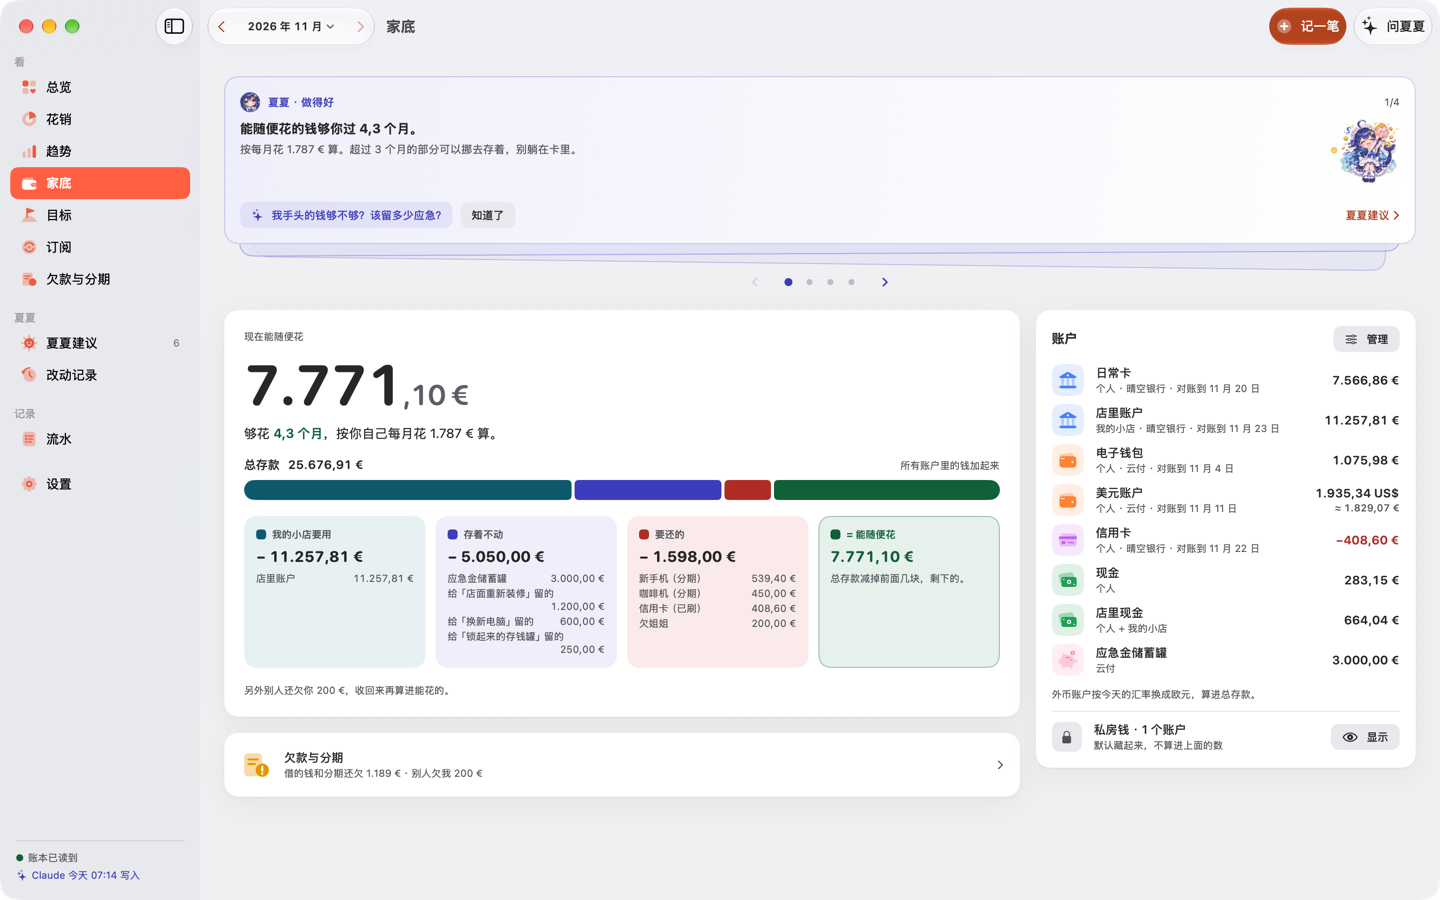 2026 年 11 月
家底
记一笔
问夏夏
看
总览
花销
趋势
家底
目标
订阅
欠款与分期
夏夏
夏夏建议 6
改动记录
记录
流水
设置
账本已读到
Claude 今天 07:14 写入
夏夏 · 做得好
1/4
能随便花的钱够你过 4,3 个月。
按每月花 1.787 € 算。超过 3 个月的部分可以挪去存着，别躺在卡里。
我手头的钱够不够？该留多少应急？
知道了
夏夏建议
现在能随便花
7.771,10 €
够花 4,3 个月，按你自己每月花 1.787 € 算。
总存款 25.676,91 €
所有账户里的钱加起来
我的小店要用
− 11.257,81 €
店里账户 11.257,81 €
存着不动
− 5.050,00 €
应急金储蓄罐 3.000,00 €
给「店面重新装修」留的
1.200,00 €
给「换新电脑」留的 600,00 €
给「锁起来的存钱罐」留的
250,00 €
要还的
− 1.598,00 €
新手机（分期） 539,40 €
咖啡机（分期） 450,00 €
信用卡（已刷） 408,60 €
欠姐姐 200,00 €
= 能随便花
7.771,10 €
总存款减掉前面几块，剩下的。
另外别人还欠你 200 €，收回来再算进能花的。
欠款与分期
借的钱和分期还欠 1.189 € · 别人欠我 200 €
账户
管理
日常卡
个人 · 晴空银行 · 对账到 11 月 20 日
7.566,86 €
店里账户
我的小店 · 晴空银行 · 对账到 11 月 23 日
11.257,81 €
电子钱包
个人 · 云付 · 对账到 11 月 4 日
1.075,98 €
美元账户
个人 · 云付 · 对账到 11 月 11 日
1.935,34 US$
≈ 1.829,07 €
信用卡
个人 · 晴空银行 · 对账到 11 月 22 日
−408,60 €
现金
个人
283,15 €
店里现金
个人 + 我的小店
664,04 €
应急金储蓄罐
云付
3.000,00 €
外币账户按今天的汇率换成欧元，算进总存款。
私房钱 · 1 个账户
默认藏起来，不算进上面的数
显示